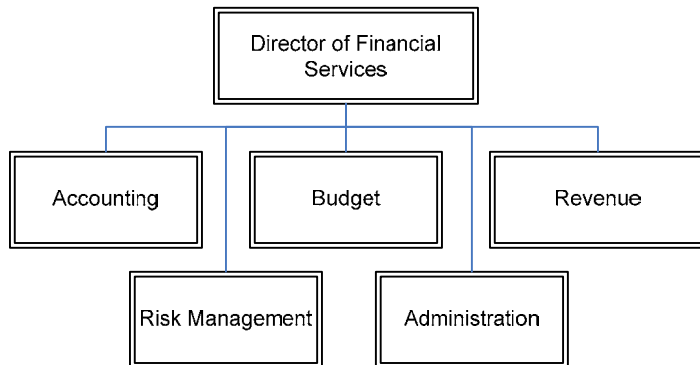 Director of Financial
Services
Accounting
Budget
Revenue
Risk Management
Administration